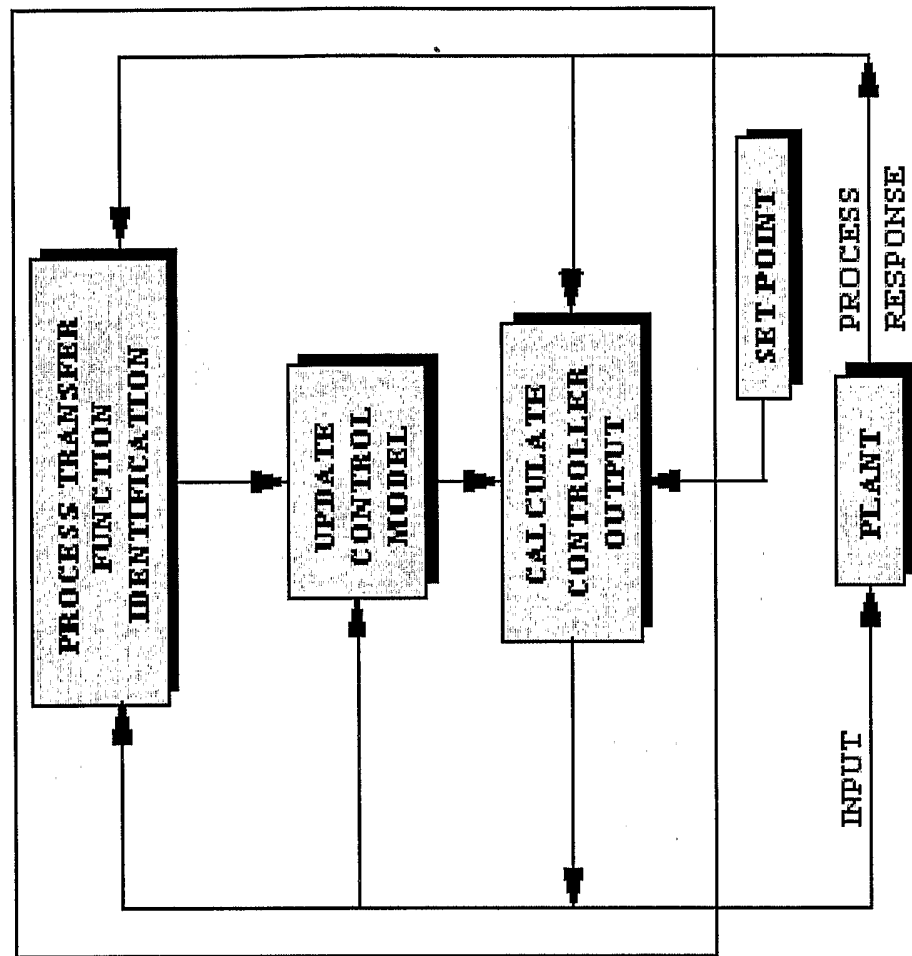 PROCESS TRANSFER
FUNCTION
IDENTIFICATION
UPDATE
CONTROL
MODEL
CALCULATE
CONTROLLER
OUTPUT
SET POINT
INPUT
PLANT
PROCESS
RESPONSE